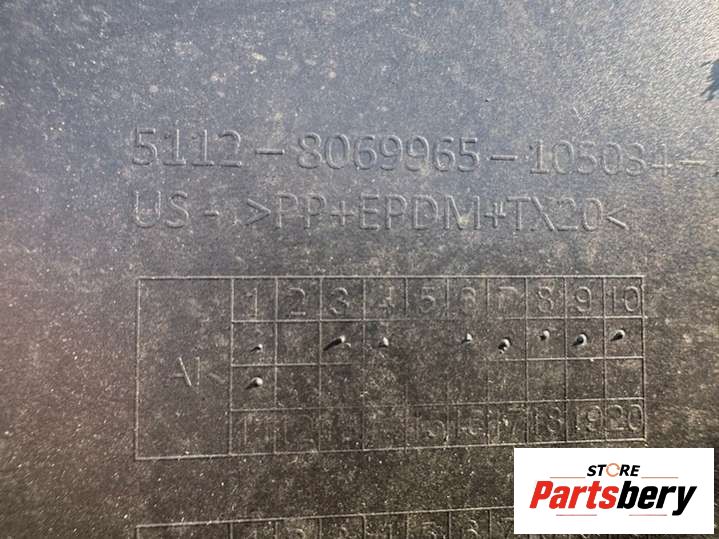 5112-8069965-105034-
US - >PP+EPDM+TX20<
1 2 3 4 5 6 7 8 9 10
AI
11 12 13 14 15 16 17 18 19 20
STORE
Partsbery